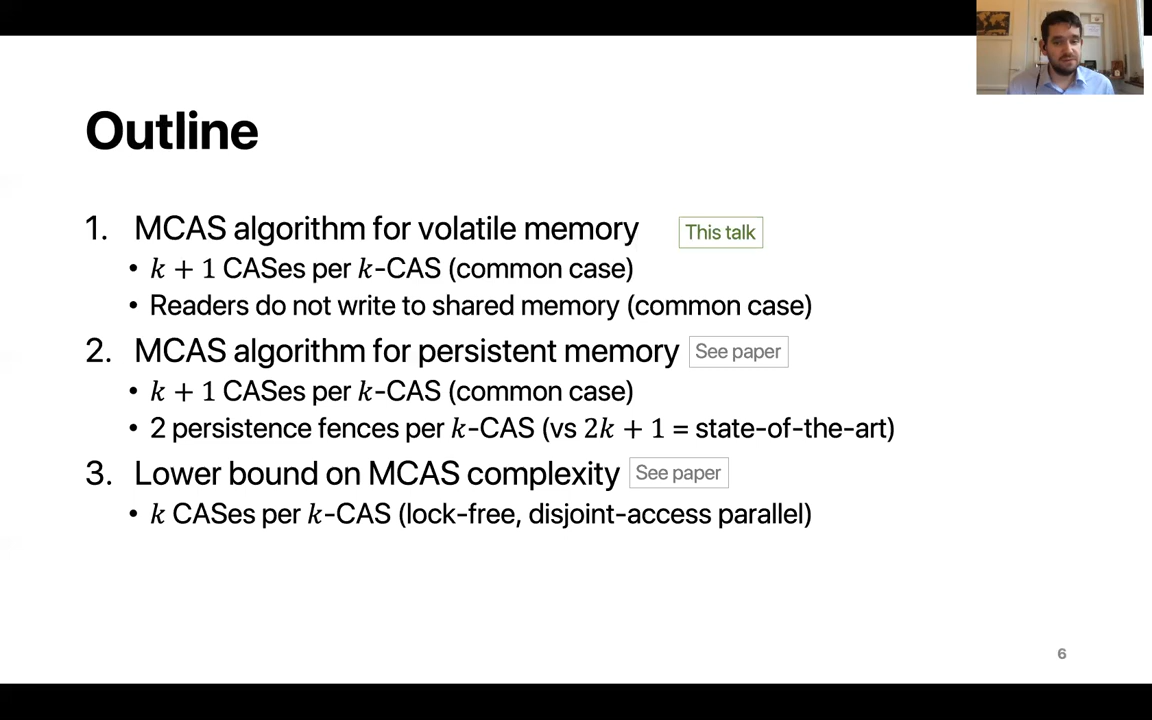 Outline
1. MCAS algorithm for volatile memory This talk
• k + 1 CASes per k-CAS (common case)
• Readers do not write to shared memory (common case)
2. MCAS algorithm for persistent memory See paper
• k + 1 CASes per k-CAS (common case)
• 2 persistence fences per k-CAS (vs 2k + 1 = state-of-the-art)
3. Lower bound on MCAS complexity See paper
• k CASes per k-CAS (lock-free, disjoint-access parallel)
6